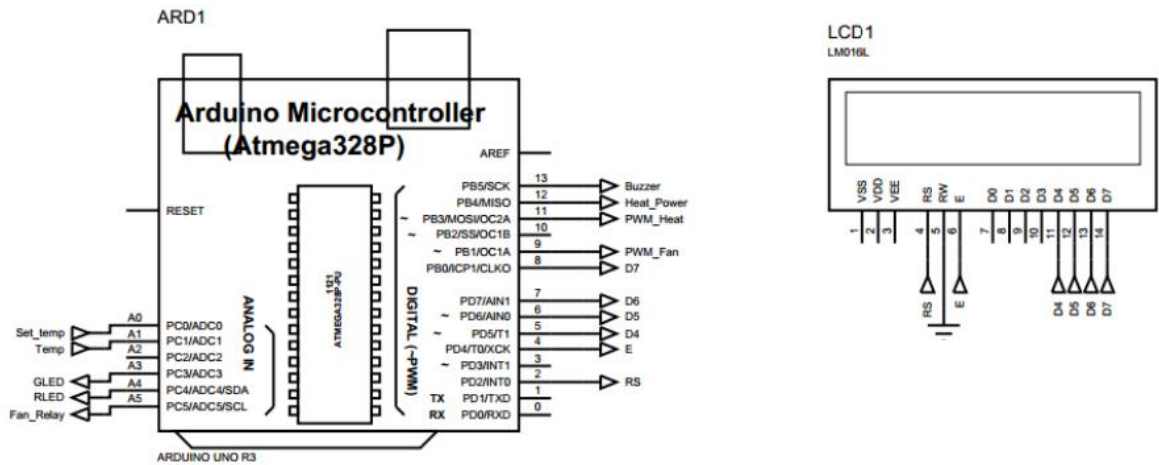 ARD1
Arduino Microcontroller
(Atmega328P)
RESET
AREF
PB5/SCK 13 Buzzer
PB4/MISO 12 Heat_Power
~ PB3/MOSI/OC2A 11 PWM_Heat
~ PB2/SS/OC1B 10
~ PB1/OC1A 9 PWM_Fan
PB0/ICP1/CLKO 8 D7
PD7/AIN1 7 D6
~ PD6/AIN0 6 D5
~ PD5/T1 5 D4
PD4/T0/XCK 4 E
~ PD3/INT1 3
PD2/INT0 2 RS
TX PD1/TXD 1
RX PD0/RXD 0
Set_temp A0 PC0/ADC0
Temp A1 PC1/ADC1
A2 PC2/ADC2
GLED A3 PC3/ADC3
RLED A4 PC4/ADC4/SDA
Fan_Relay A5 PC5/ADC5/SCL
ANALOG IN
1121
ATMEGA328P-PU
DIGITAL (~PWM)
ARDUINO UNO R3
LCD1
LM016L
VSS VDD VEE RS RW E D0 D1 D2 D3 D4 D5 D6 D7
1 2 3 4 5 6 7 8 9 10 11 12 13 14
RS E D4 D5 D6 D7